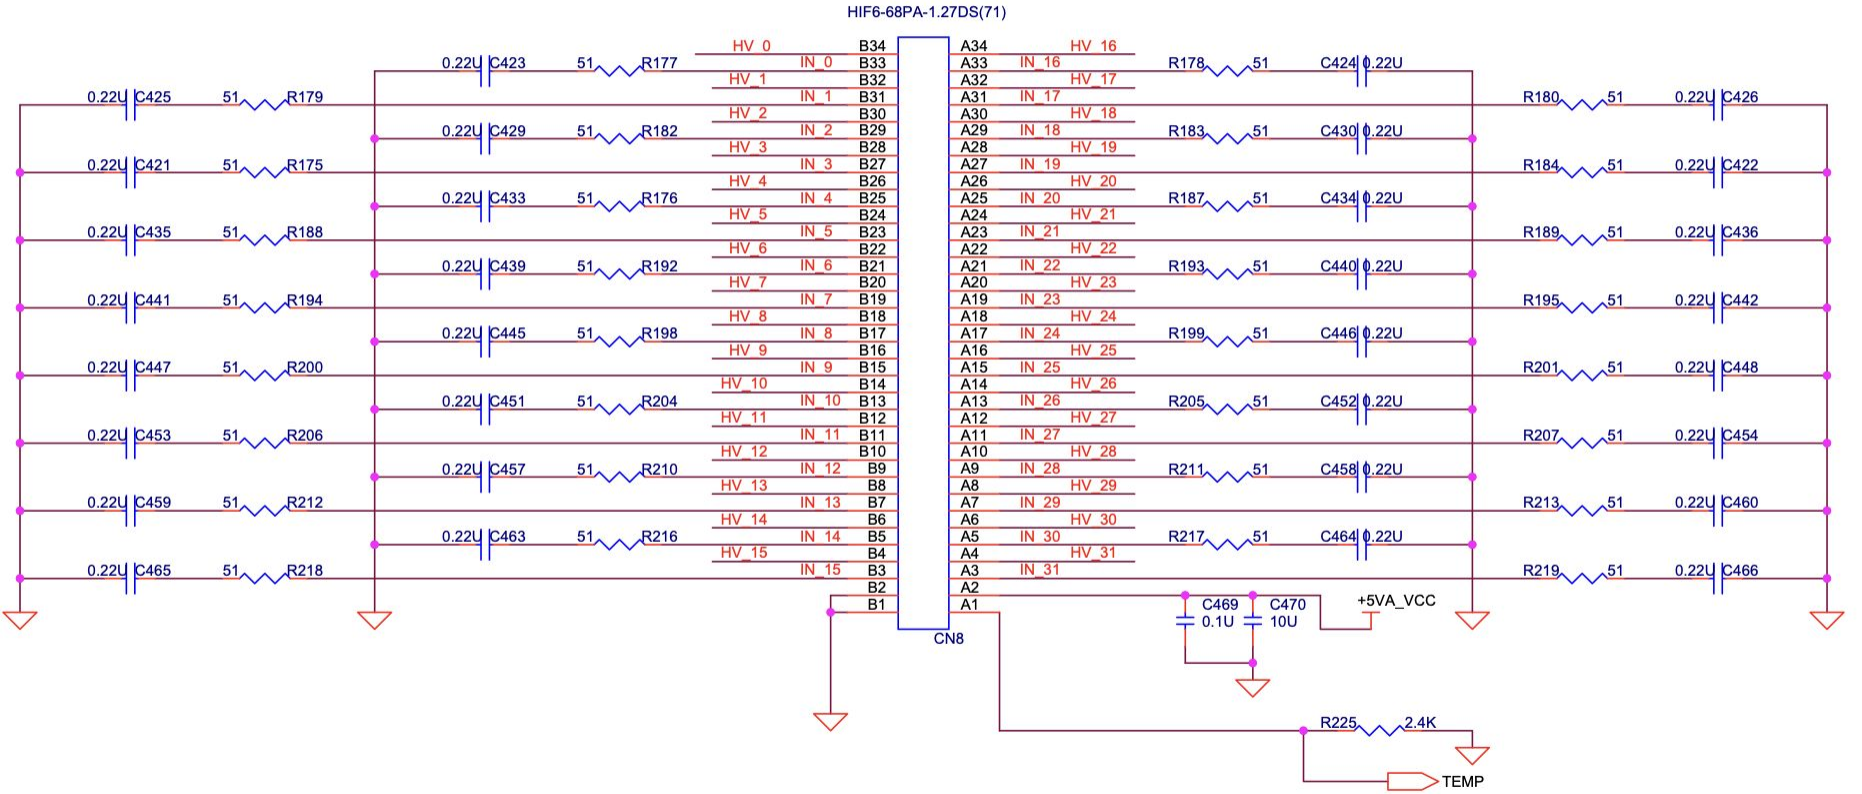 HIF6-68PA-1.27DS(71)
HV_0 B34 A34 HV_16
0.22U C423 51 R177 IN_0 B33 A33 IN_16 R178 51 C424 0.22U
HV_1 B32 A32 HV_17
0.22U C425 51 R179 IN_1 B31 A31 IN_17 R180 51 0.22U C426
HV_2 B30 A30 HV_18
0.22U C429 51 R182 IN_2 B29 A29 IN_18 R183 51 C430 0.22U
HV_3 B28 A28 HV_19
0.22U C421 51 R175 IN_3 B27 A27 IN_19 R184 51 0.22U C422
HV_4 B26 A26 HV_20
0.22U C433 51 R176 IN_4 B25 A25 IN_20 R187 51 C434 0.22U
HV_5 B24 A24 HV_21
0.22U C435 51 R188 IN_5 B23 A23 IN_21 R189 51 0.22U C436
HV_6 B22 A22 HV_22
0.22U C439 51 R192 IN_6 B21 A21 IN_22 R193 51 C440 0.22U
HV_7 B20 A20 HV_23
0.22U C441 51 R194 IN_7 B19 A19 IN_23 R195 51 0.22U C442
HV_8 B18 A18 HV_24
0.22U C445 51 R198 IN_8 B17 A17 IN_24 R199 51 C446 0.22U
HV_9 B16 A16 HV_25
0.22U C447 51 R200 IN_9 B15 A15 IN_25 R201 51 0.22U C448
HV_10 B14 A14 HV_26
0.22U C451 51 R204 IN_10 B13 A13 IN_26 R205 51 C452 0.22U
HV_11 B12 A12 HV_27
0.22U C453 51 R206 IN_11 B11 A11 IN_27 R207 51 0.22U C454
HV_12 B10 A10 HV_28
0.22U C457 51 R210 IN_12 B9 A9 IN_28 R211 51 C458 0.22U
HV_13 B8 A8 HV_29
0.22U C459 51 R212 IN_13 B7 A7 IN_29 R213 51 0.22U C460
HV_14 B6 A6 HV_30
0.22U C463 51 R216 IN_14 B5 A5 IN_30 R217 51 C464 0.22U
HV_15 B4 A4 HV_31
0.22U C465 51 R218 IN_15 B3 A3 IN_31 R219 51 0.22U C466
B2 A2
B1 A1 C469 C470 +5VA_VCC
0.1U 10U
CN8
R225 2.4K
TEMP